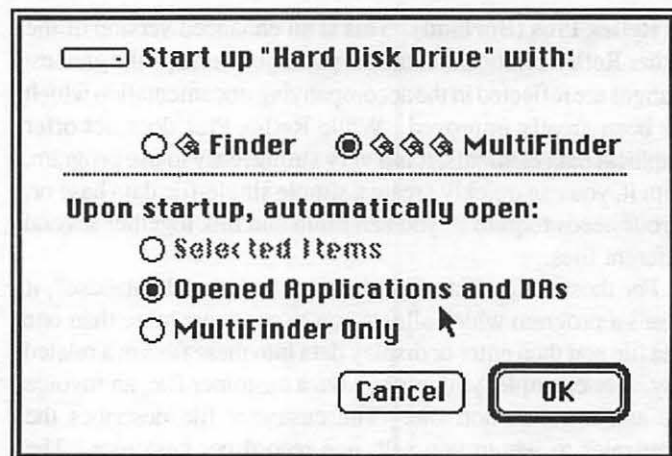 Start up "Hard Disk Drive" with:
Finder MultiFinder
Upon startup, automatically open:
Selected Items
Opened Applications and DAs
MultiFinder Only
Cancel OK